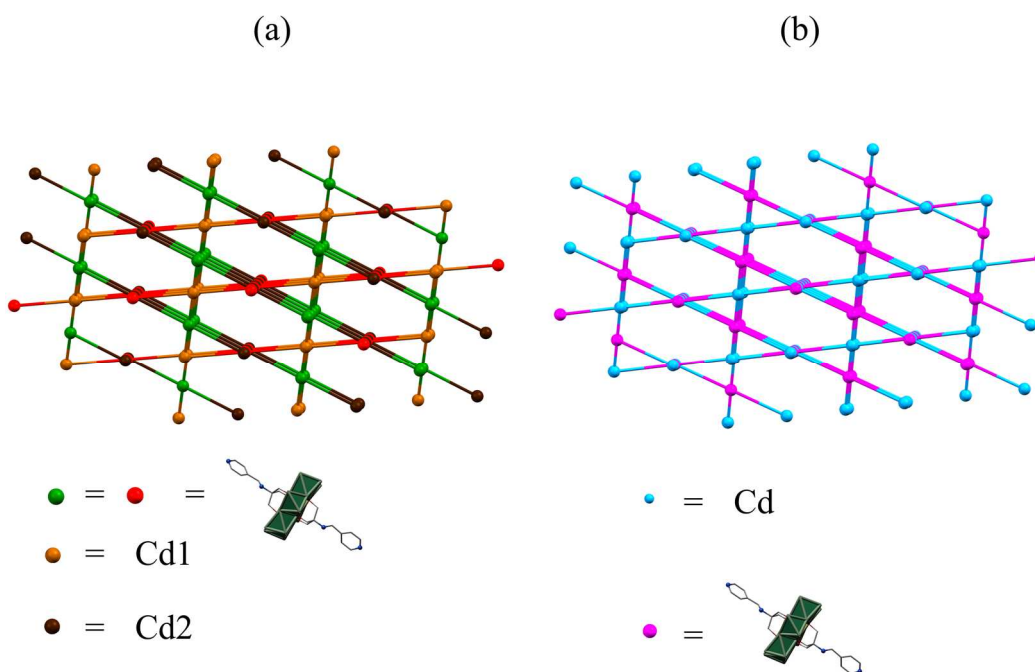 (a)
(b)
= = =
= Cd1
= Cd2
= Cd
=